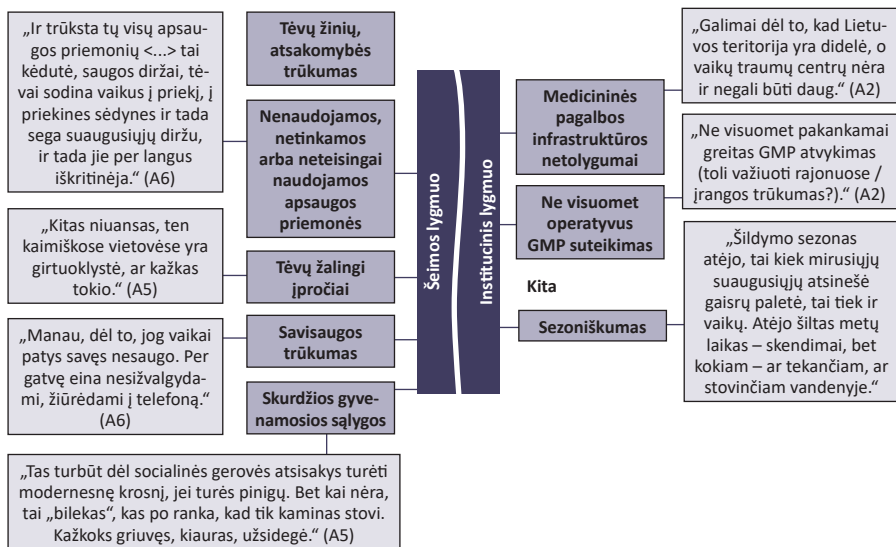 „Ir trūksta tų visų apsau-
gos priemonių <...> tai
kėdutė, saugos diržai, tė-
vai sodina vaikus į priekį, į
priekines sėdynes ir tada
sega suaugusiųjų diržu,
ir tada jie per langus
iškritinėja.“ (A6)
„Kitas niuansas, ten
kaimiškose vietovėse yra
girtuoklystė, ar kažkas
tokio.“ (A5)
„Manau, dėl to, jog vaikai
patys savęs nesaugo. Per
gatvę eina nesižvalgyda-
mi, žiūrėdami į telefoną.“
(A6)
Tėvų žinių,
atsakomybės
trūkumas
Nenaudojamos,
netinkamos
arba neteisingai
naudojamos
apsaugos
priemonės
Tėvų žalingi
įpročiai
Savisaugos
trūkumas
Skurdžios gyve-
namosios sąlygos
„Tas turbūt dėl socialinės gerovės atsisakys turėti
modernesnę krosnį, jei turės pinigų. Bet kai nėra,
tai „bilekas“, kas po ranka, kad tik kaminas stovi.
Kažkoks griuvęs, kiauras, užsidegė.“ (A5)
Šeimos lygmuo
Institucinis lygmuo
Medicininės
pagalbos
infrastruktūros
netolygumai
Ne visuomet
operatyvus
GMP suteikimas
Kita
Sezoniškumas
„Galimai dėl to, kad Lietu-
vos teritorija yra didelė, o
vaikų traumų centrų nėra
ir negali būti daug.“ (A2)
„Ne visuomet pakankamai
greitas GMP atvykimas
(toli važiuoti rajonuose /
įrangos trūkumas?).“ (A2)
„Šildymo sezonas
atėjo, tai kiek mirusiųjų
suaugusiųjų atsinešė
gaisrų paletė, tai tiek ir
vaikų. Atėjo šiltas metų
laikas – skendimai, bet
kokiam – ar tekančiam, ar
stovinčiam vandenyje.“